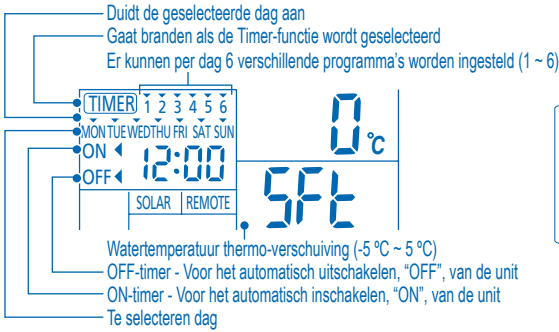 Duidt de geselecteerde dag aan
Gaat branden als de Timer-functie wordt geselecteerd
Er kunnen per dag 6 verschillende programma's worden ingesteld (1 ~ 6)
TIMER 1 2 3 4 5 6
MON TUE WED THU FRI SAT SUN
ON
12:00
OFF
SOLAR REMOTE
0 °C
SFt
Watertemperatuur thermo-verschuiving (-5 ºC ~ 5 ºC)
OFF-timer - Voor het automatisch uitschakelen, “OFF”, van de unit
ON-timer - Voor het automatisch inschakelen, “ON”, van de unit
Te selecteren dag